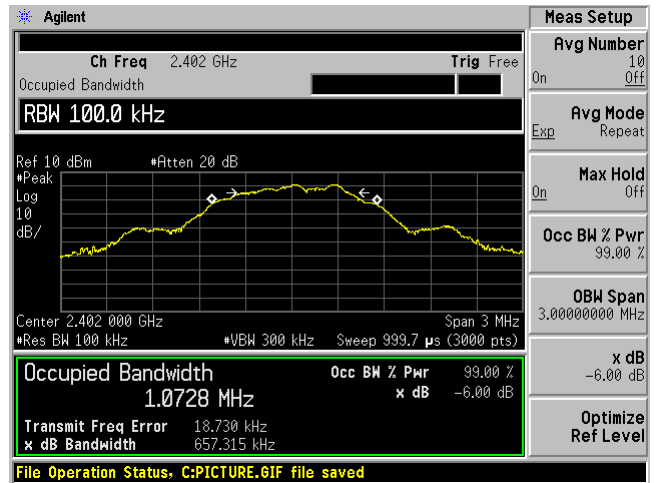 Agilent
Meas Setup
Ch Freq 2.402 GHz Trig Free
Occupied Bandwidth
RBW 100.0 kHz
Ref 10 dBm #Atten 20 dB
#Peak
Log
10
dB/
Center 2.402 000 GHz Span 3 MHz
#Res BW 100 kHz #VBW 300 kHz Sweep 999.7 µs (3000 pts)
Occupied Bandwidth
1.0728 MHz
Occ BW % Pwr 99.00 %
x dB -6.00 dB
Transmit Freq Error 18.730 kHz
x dB Bandwidth 657.315 kHz
File Operation Status, C:PICTURE.GIF file saved
Avg Number
10
On Off
Avg Mode
Exp Repeat
Max Hold
On Off
Occ BW % Pwr
99.00 %
OBW Span
3.00000000 MHz
x dB
-6.00 dB
Optimize
Ref Level